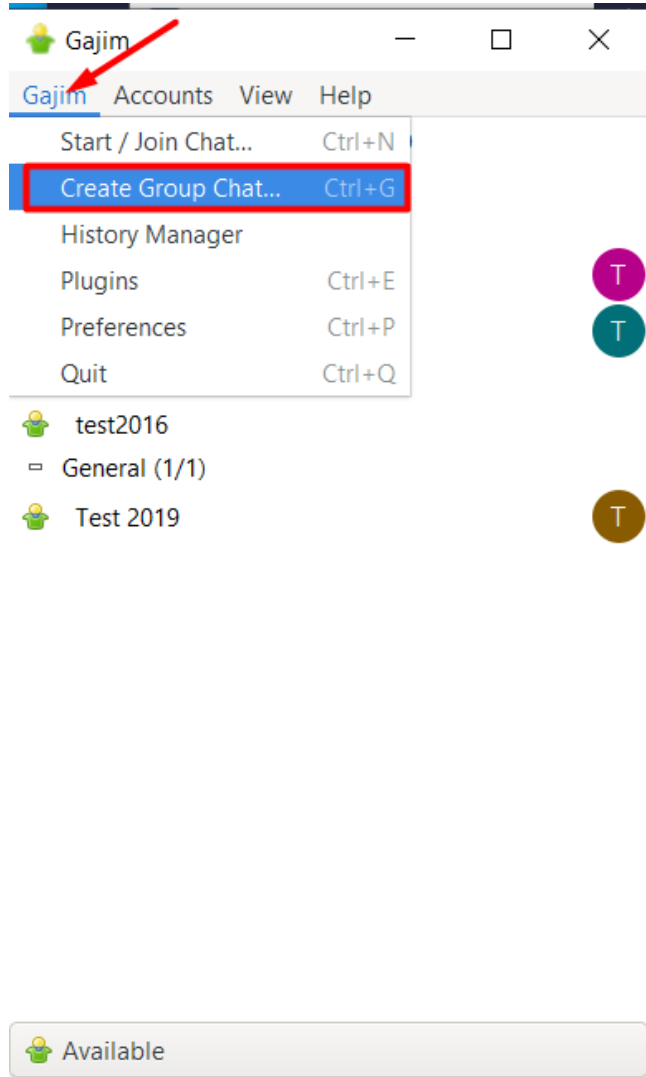 Gajim
Gajim Accounts View Help
Start / Join Chat... Ctrl+N
Create Group Chat... Ctrl+G
History Manager
Plugins Ctrl+E
T
Preferences Ctrl+P
T
Quit Ctrl+Q
test2016
General (1/1)
Test 2019
T
Available